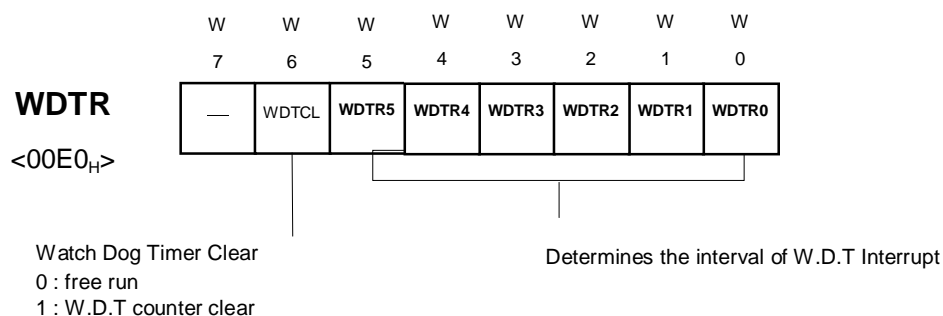 W W W W W W W W
7 6 5 4 3 2 1 0
WDTR — WDTCL WDTR5 WDTR4 WDTR3 WDTR2 WDTR1 WDTR0
<00E0H>
Watch Dog Timer Clear
0 : free run
1 : W.D.T counter clear
Determines the interval of W.D.T Interrupt